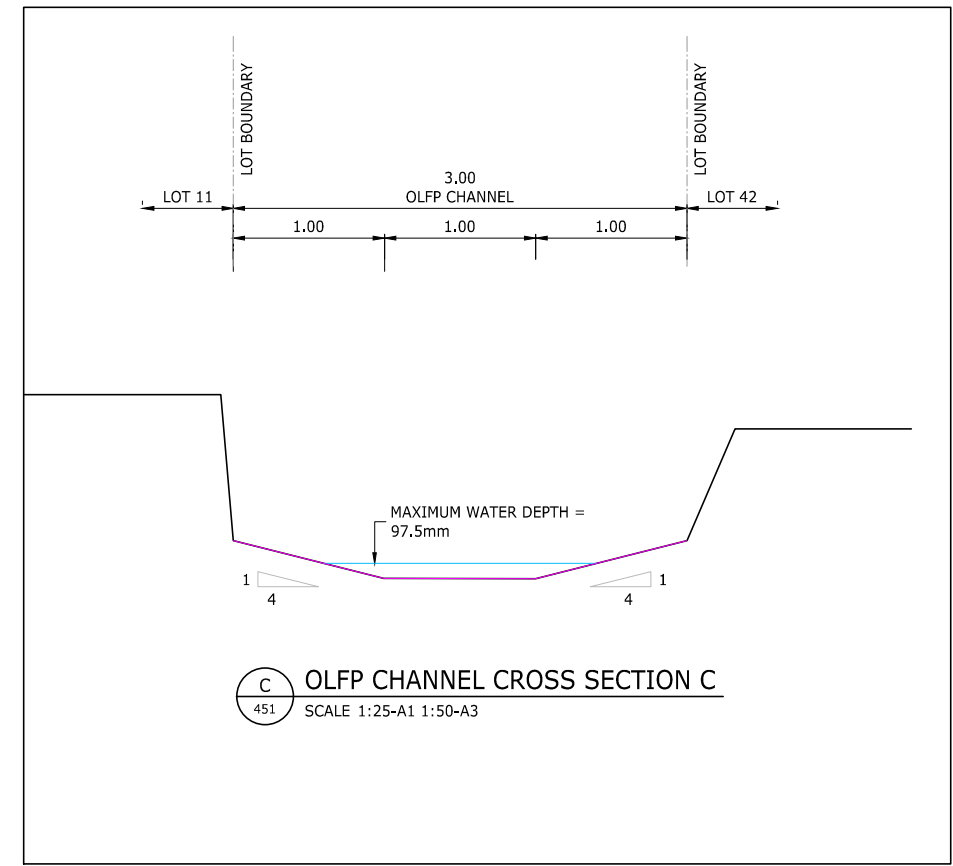 LOT BOUNDARY
LOT BOUNDARY
3.00
LOT 11
OLFP CHANNEL
LOT 42
1.00
1.00
1.00
MAXIMUM WATER DEPTH =
97.5mm
1
4
1
4
C
451
OLFP CHANNEL CROSS SECTION C
SCALE 1:25-A1 1:50-A3